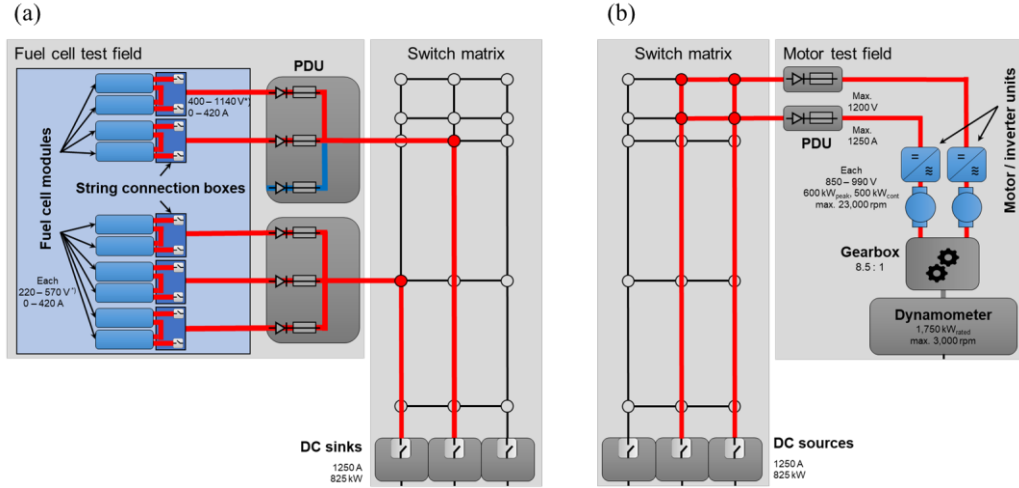 (a)
Fuel cell test field
PDU
Switch matrix
400 – 1140 V*)
0 – 420 A
Fuel cell modules
String connection boxes
Each
220 – 570 V*)
0 – 420 A
DC sinks
1250 A
825 kW
(b)
Switch matrix
Motor test field
Max.
1200 V
Max.
1250 A
PDU
Motor / inverter units
Each
850 – 990 V
600 kWpeak, 500 kWcont
max. 23,000 rpm
Gearbox
8.5 : 1
Dynamometer
1,750 kWrated
max. 3,000 rpm
DC sources
1250 A
825 kW